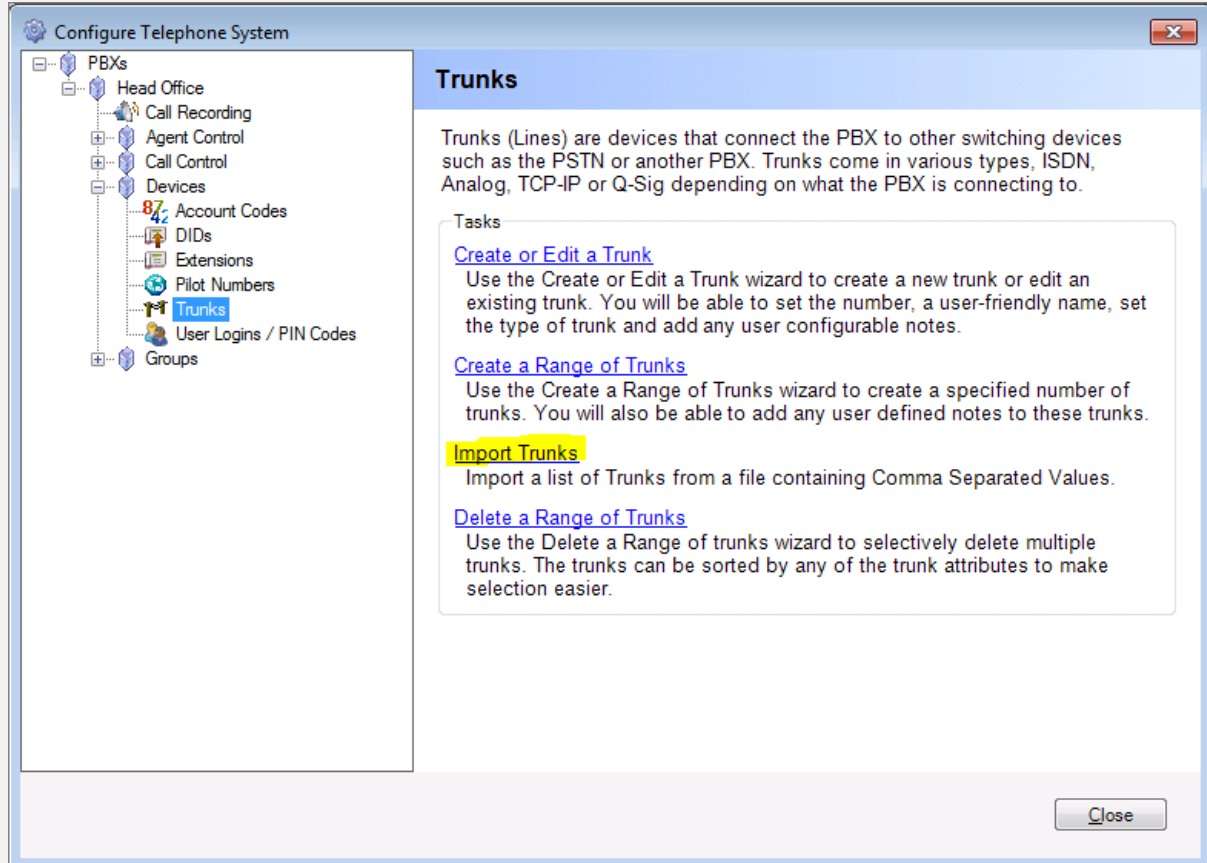 Configure Telephone System
PBXs
Head Office
Call Recording
Agent Control
Call Control
Devices
Account Codes
DIDs
Extensions
Pilot Numbers
Trunks
User Logins / PIN Codes
Groups
Trunks
Trunks (Lines) are devices that connect the PBX to other switching devices
such as the PSTN or another PBX. Trunks come in various types, ISDN,
Analog, TCP-IP or Q-Sig depending on what the PBX is connecting to.
Tasks
Create or Edit a Trunk
Use the Create or Edit a Trunk wizard to create a new trunk or edit an
existing trunk. You will be able to set the number, a user-friendly name, set
the type of trunk and add any user configurable notes.
Create a Range of Trunks
Use the Create a Range of Trunks wizard to create a specified number of
trunks. You will also be able to add any user defined notes to these trunks.
Import Trunks
Import a list of Trunks from a file containing Comma Separated Values.
Delete a Range of Trunks
Use the Delete a Range of trunks wizard to selectively delete multiple
trunks. The trunks can be sorted by any of the trunk attributes to make
selection easier.
Close